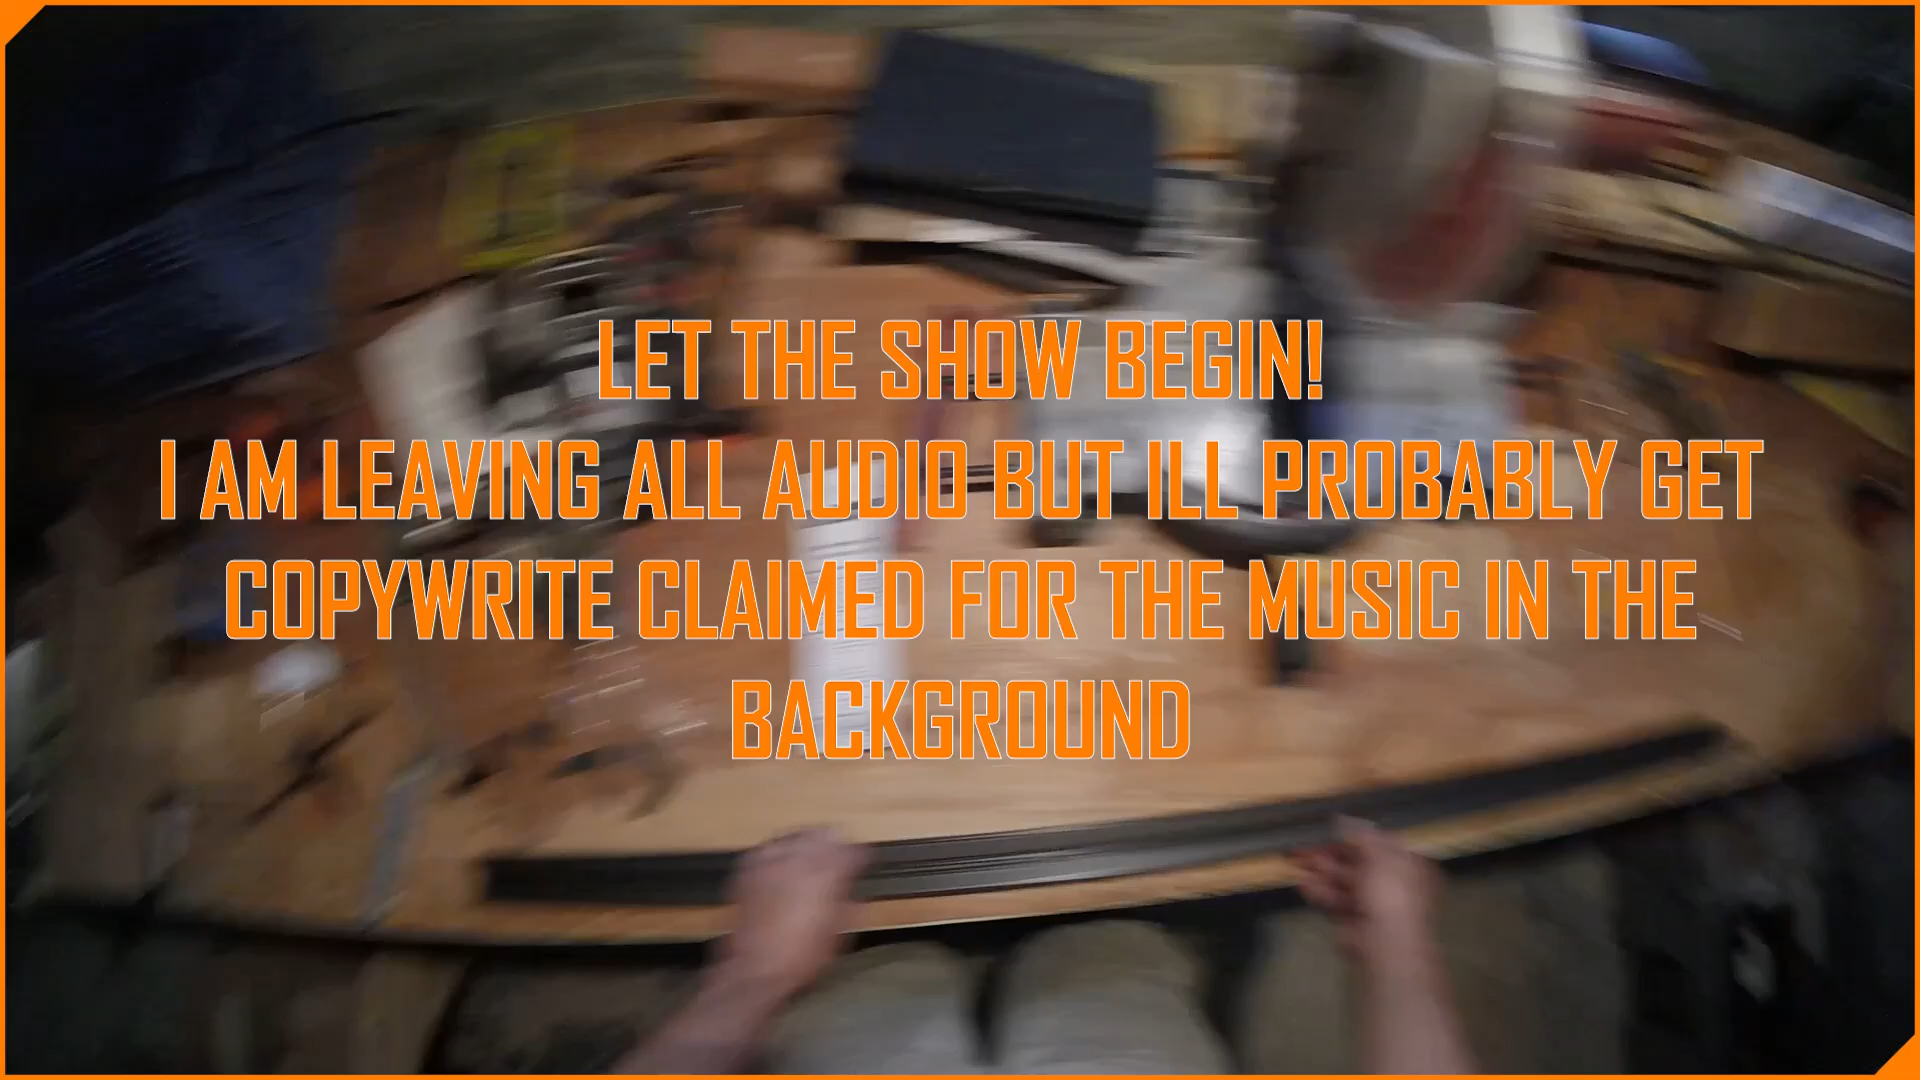 LET THE SHOW BEGIN!
I AM LEAVING ALL AUDIO BUT ILL PROBABLY GET
COPYWRITE CLAIMED FOR THE MUSIC IN THE
BACKGROUND